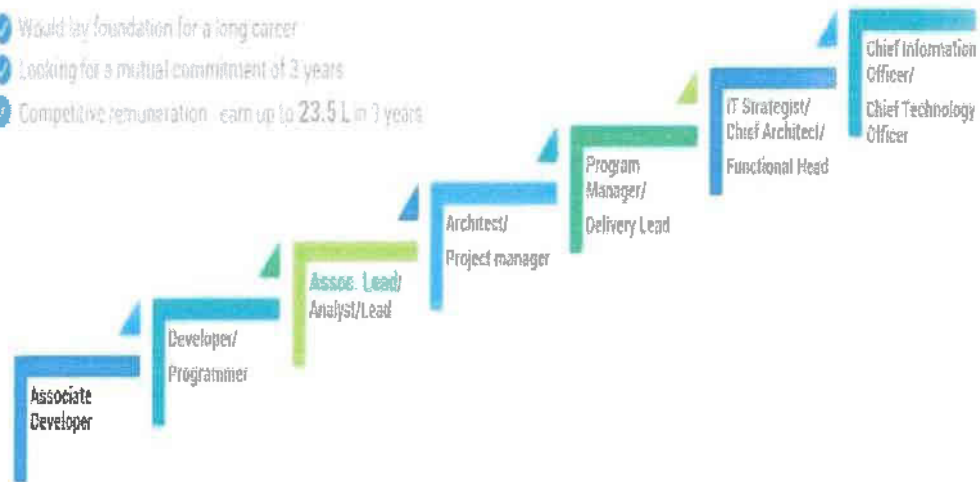 Would lay foundation for a long career
Looking for a mutual commitment of 3 years
Competitive remuneration earn up to 23.5 L in 3 years
Chief Information
Officer/
Chief Technology
Officer
IT Strategist/
Chief Architect/
Functional Head
Program
Manager/
Delivery Lead
Architect/
Project manager
Assoc. Lead/
Analyst/Lead
Developer/
Programmer
Associate
Developer